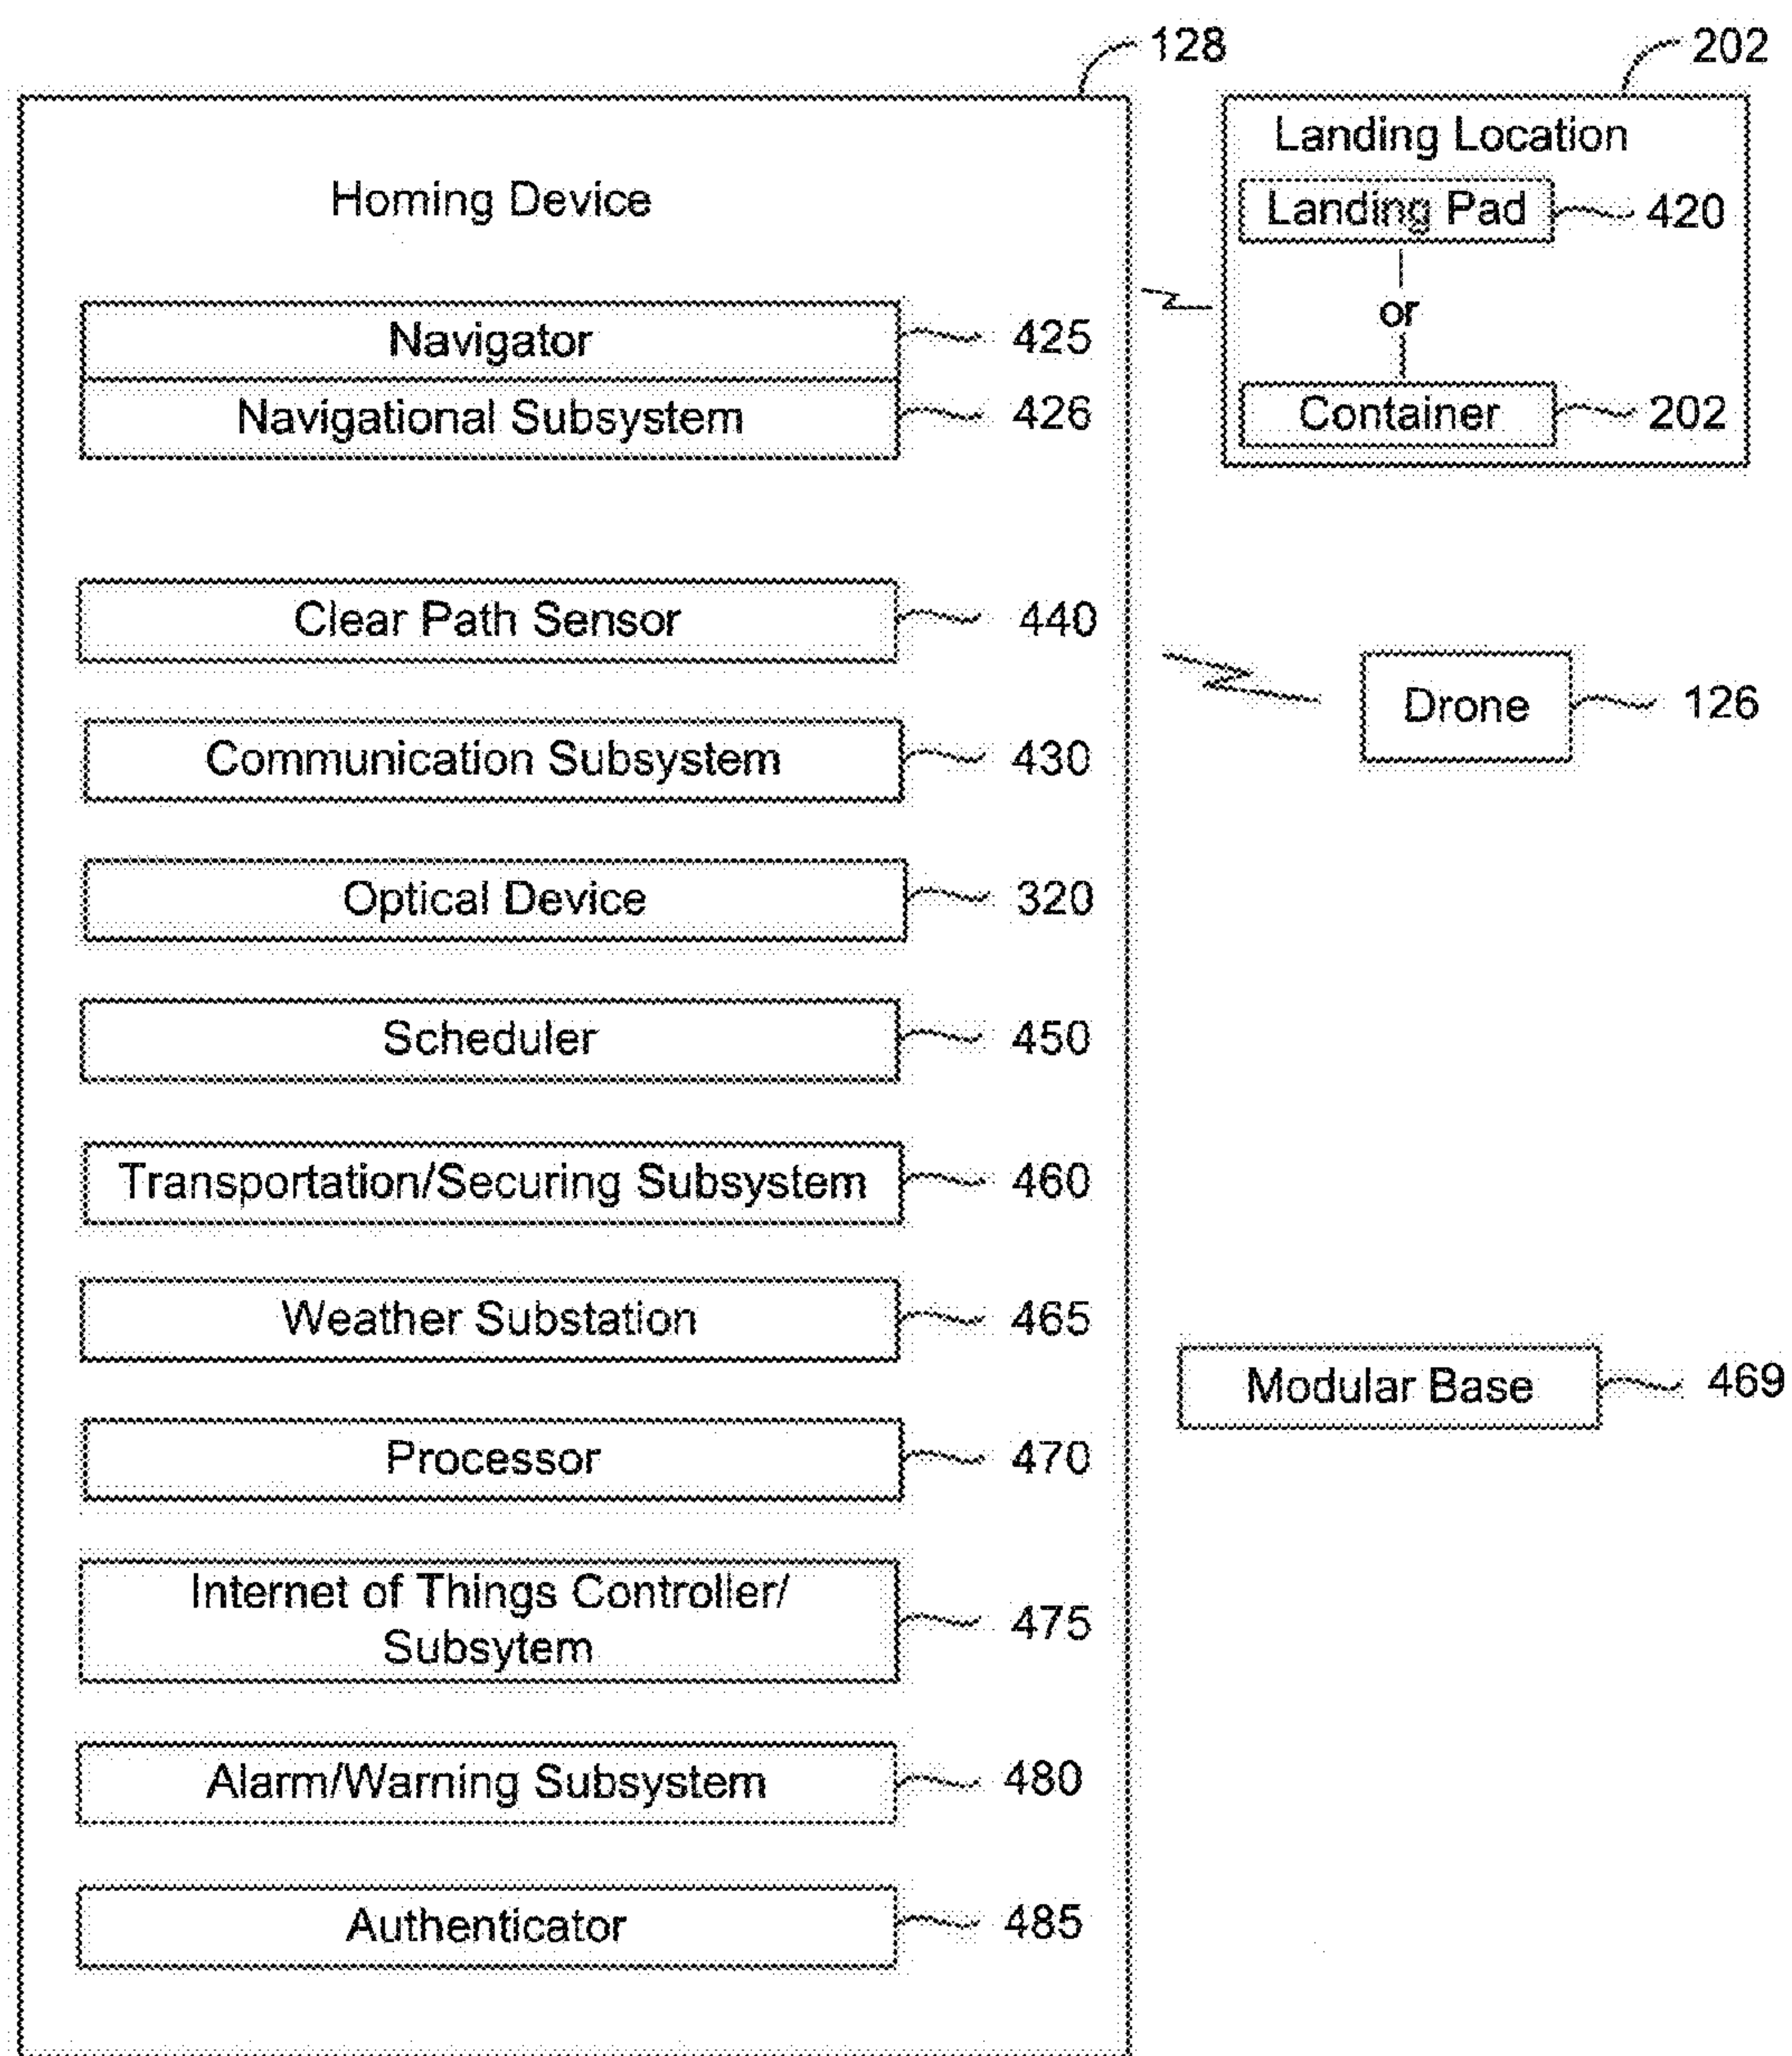 128
Homing Device
Navigator 425
Navigational Subsystem 426
Clear Path Sensor 440
Communication Subsystem 430
Optical Device 320
Scheduler 450
Transportation/Securing Subsystem 460
Weather Substation 465
Processor 470
Internet of Things Controller/
Subsytem 475
Alarm/Warning Subsystem 480
Authenticator 485
202
Landing Location
Landing Pad 420
or
Container 202
Drone 126
Modular Base 469